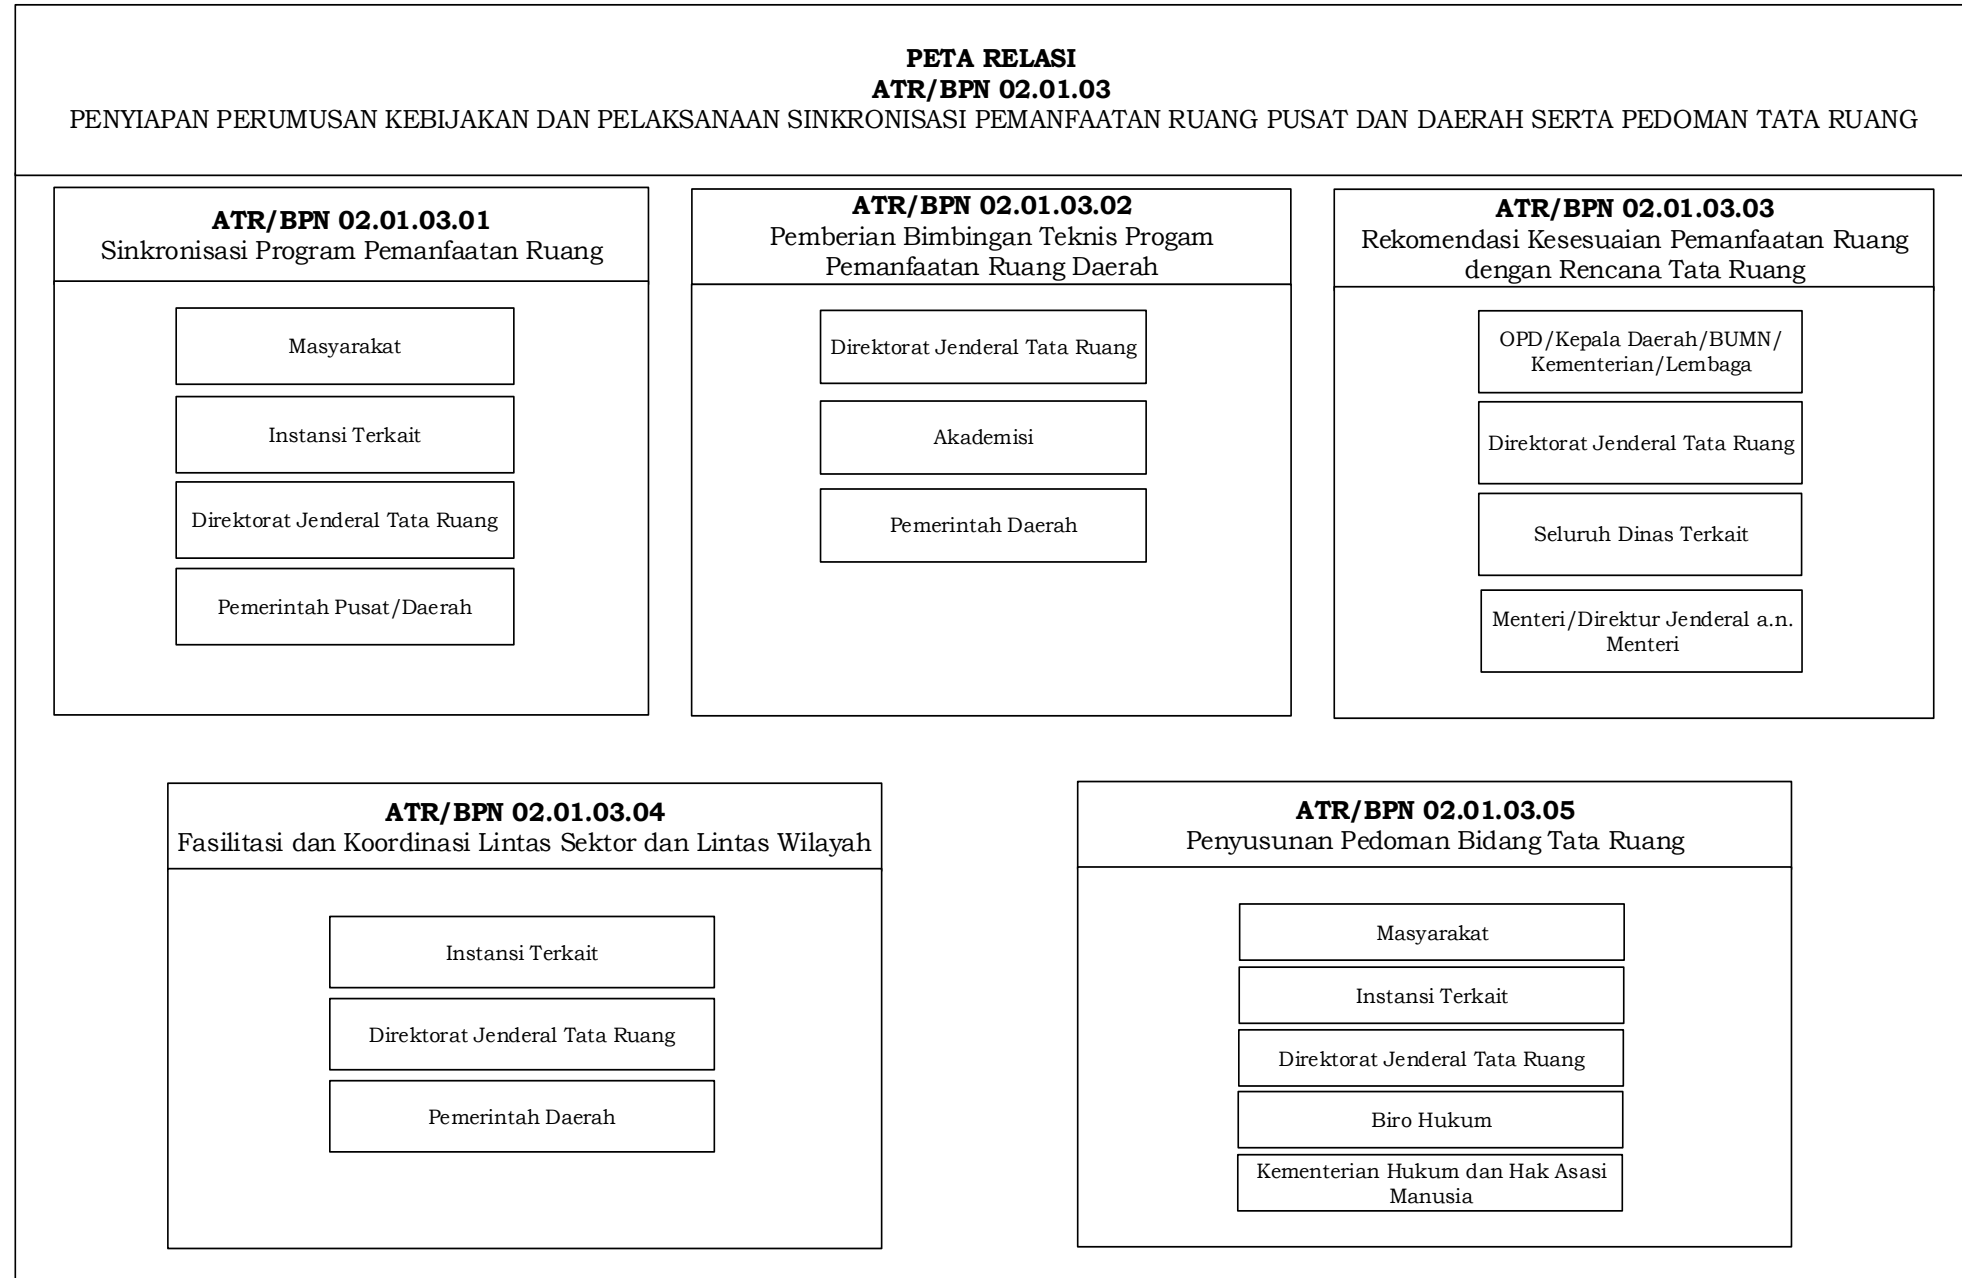 PETA RELASI
ATR/BPN 02.01.03
PENYIAPAN PERUMUSAN KEBIJAKAN DAN PELAKSANAAN SINKRONISASI PEMANFAATAN RUANG PUSAT DAN DAERAH SERTA PEDOMAN TATA RUANG
ATR/BPN 02.01.03.01
Sinkronisasi Program Pemanfaatan Ruang
Masyarakat
Instansi Terkait
Direktorat Jenderal Tata Ruang
Pemerintah Pusat/Daerah
ATR/BPN 02.01.03.02
Pemberian Bimbingan Teknis Progam
Pemanfaatan Ruang Daerah
Direktorat Jenderal Tata Ruang
Akademisi
Pemerintah Daerah
ATR/BPN 02.01.03.03
Rekomendasi Kesesuaian Pemanfaatan Ruang
dengan Rencana Tata Ruang
OPD/Kepala Daerah/BUMN/
Kementerian/Lembaga
Direktorat Jenderal Tata Ruang
Seluruh Dinas Terkait
Menteri/Direktur Jenderal a.n.
Menteri
ATR/BPN 02.01.03.04
Fasilitasi dan Koordinasi Lintas Sektor dan Lintas Wilayah
Instansi Terkait
Direktorat Jenderal Tata Ruang
Pemerintah Daerah
ATR/BPN 02.01.03.05
Penyusunan Pedoman Bidang Tata Ruang
Masyarakat
Instansi Terkait
Direktorat Jenderal Tata Ruang
Biro Hukum
Kementerian Hukum dan Hak Asasi
Manusia